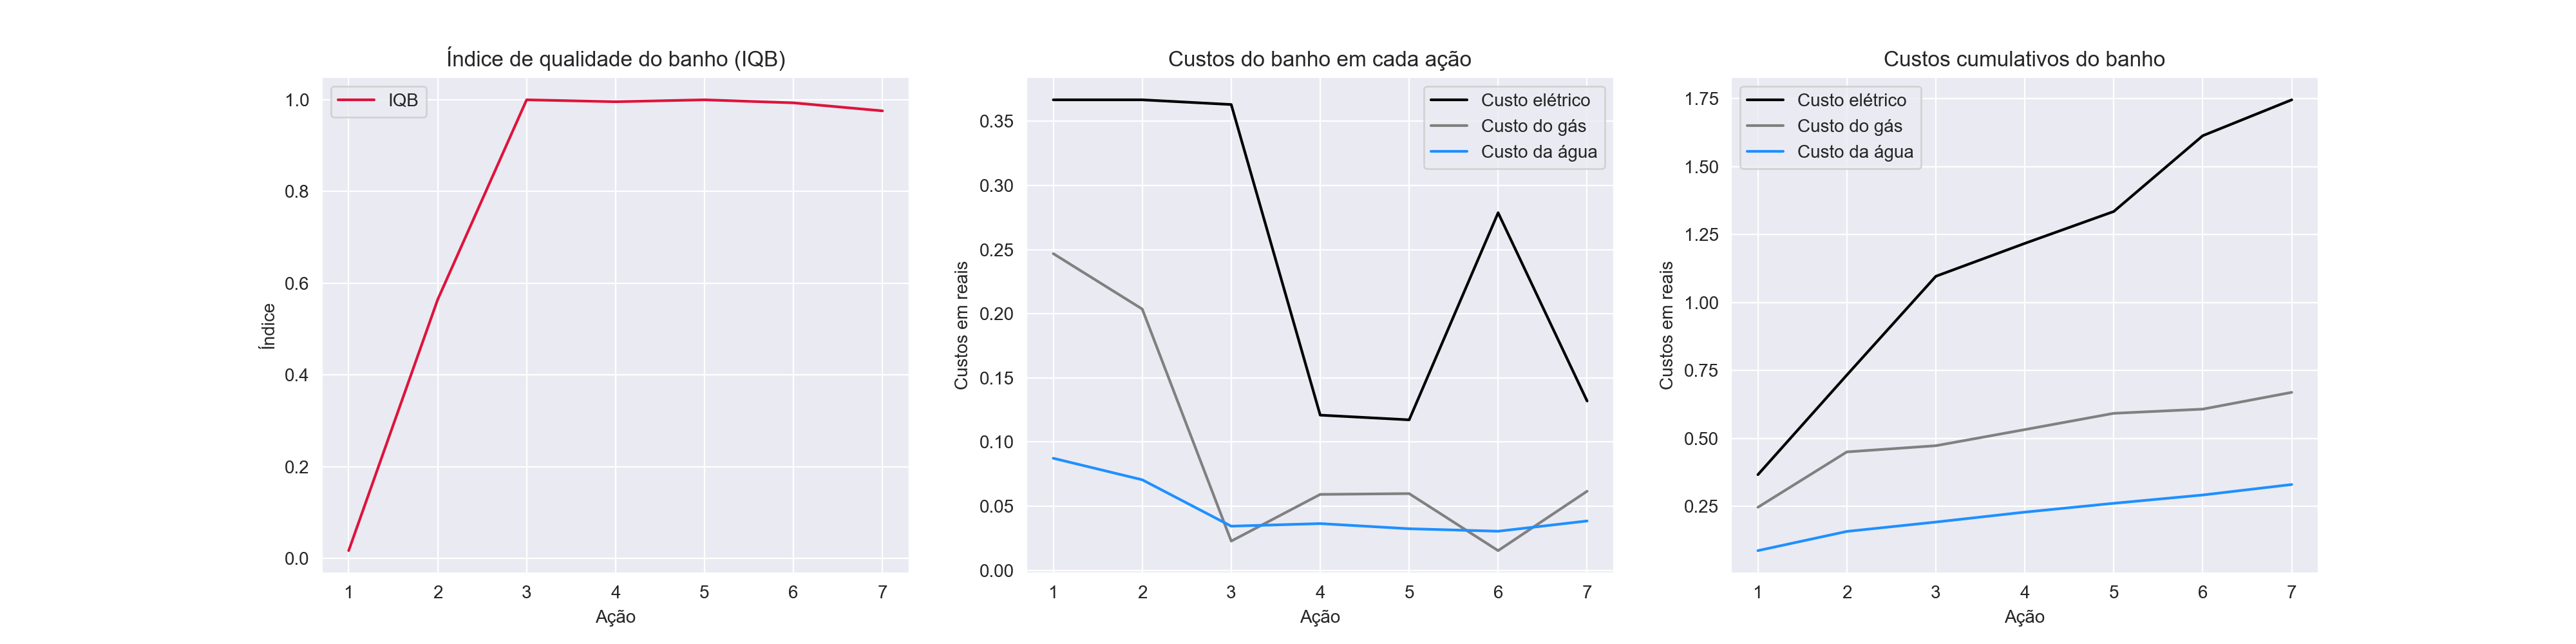 Índice de qualidade do banho (IQB)
IQB
1.0
0.8
0.6
0.4
0.2
0.0
Índice
1 2 3 4 5 6 7
Ação
Custos do banho em cada ação
Custo elétrico
Custo do gás
Custo da água
0.35
0.30
0.25
0.20
0.15
0.10
0.05
0.00
Custos em reais
1 2 3 4 5 6 7
Ação
Custos cumulativos do banho
Custo elétrico
Custo do gás
Custo da água
1.75
1.50
1.25
1.00
0.75
0.50
0.25
Custos em reais
1 2 3 4 5 6 7
Ação